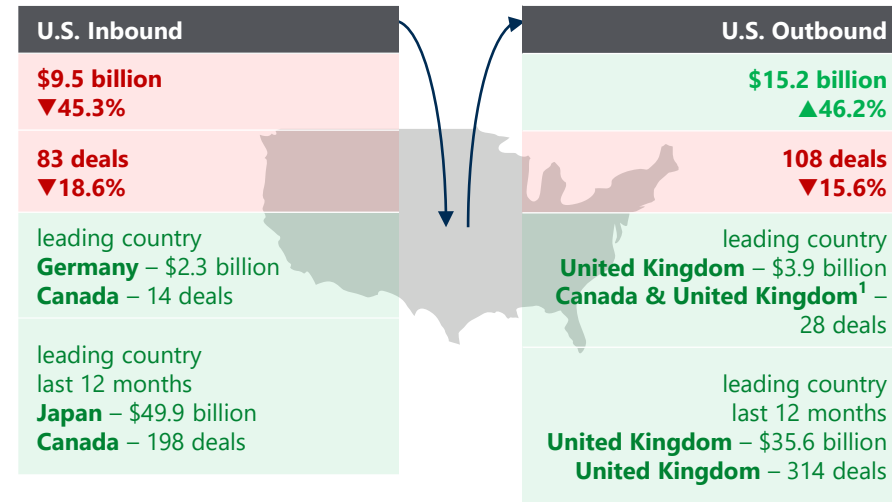 U.S. Inbound
$9.5 billion
▼45.3%
83 deals
▼18.6%
leading country
Germany – $2.3 billion
Canada – 14 deals
leading country
last 12 months
Japan – $49.9 billion
Canada – 198 deals
U.S. Outbound
$15.2 billion
▲46.2%
108 deals
▼15.6%
leading country
United Kingdom – $3.9 billion
Canada & United Kingdom¹ –
28 deals
leading country
last 12 months
United Kingdom – $35.6 billion
United Kingdom – 314 deals